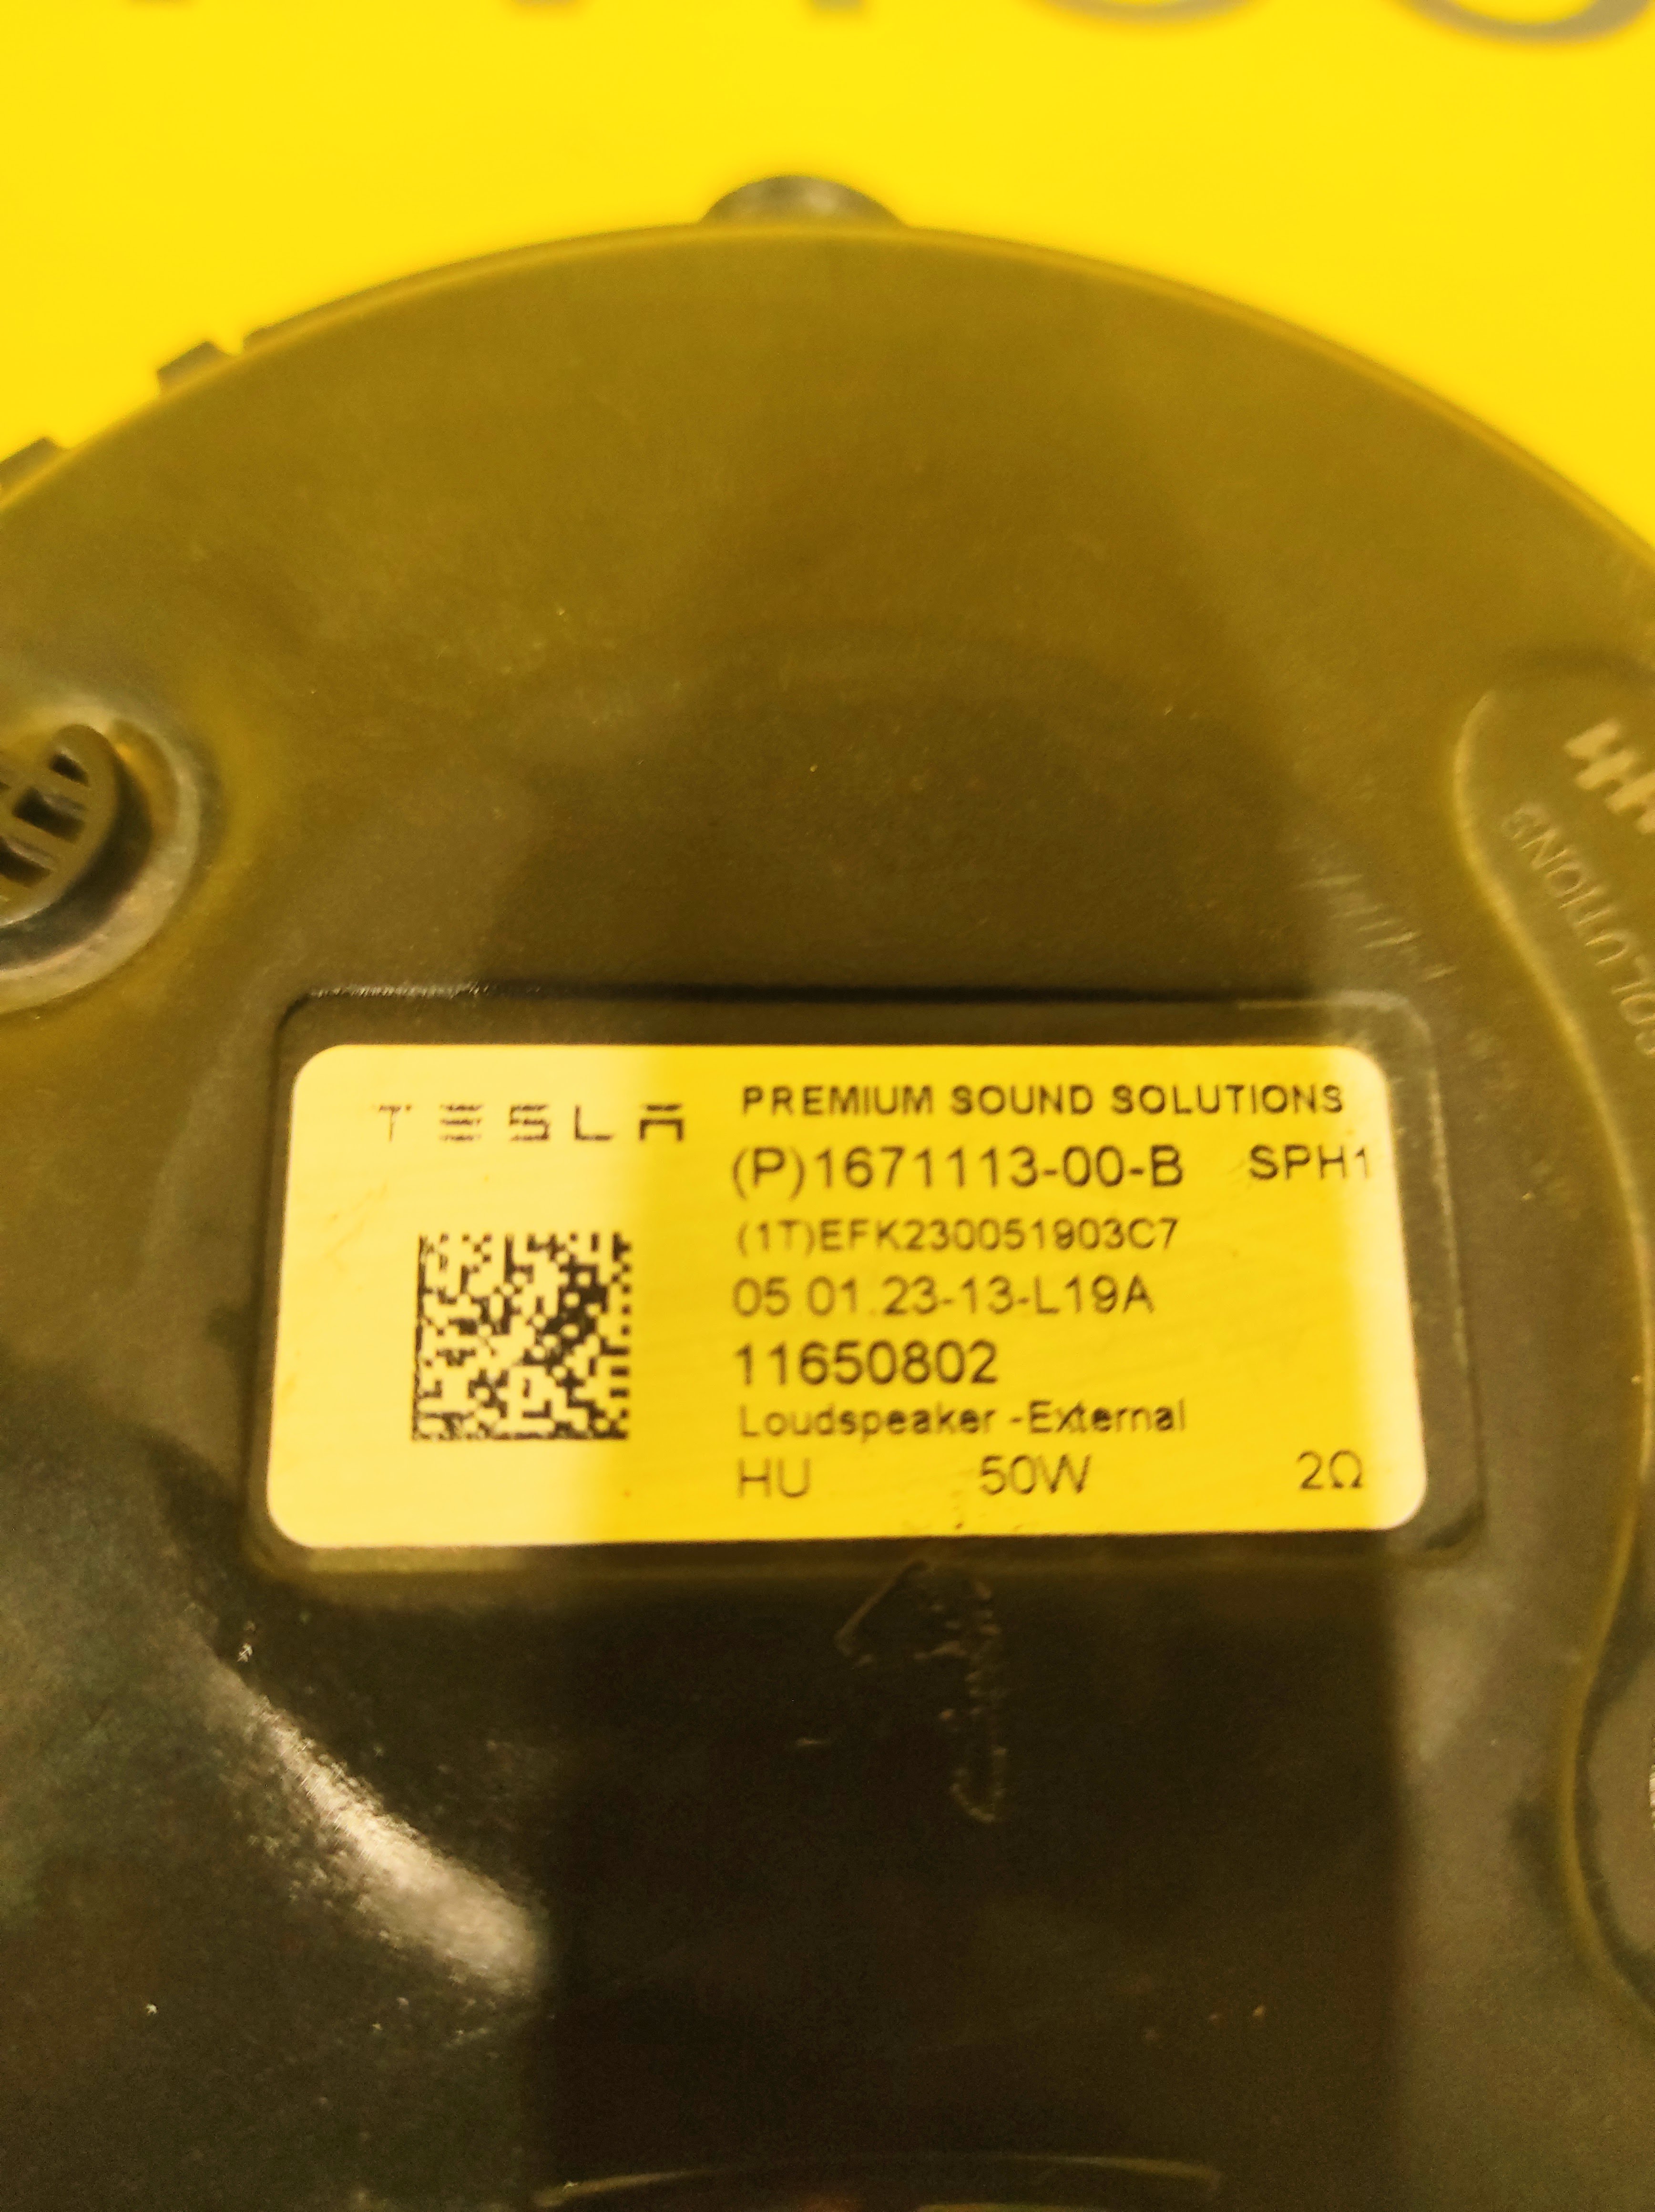 TESLA
PREMIUM SOUND SOLUTIONS
(P)1671113-00-B SPH1
(1T)EFK230051903C7
05.01.23-13-L19A
11650802
Loudspeaker -External
HU 50W 2Ω
SOLUTIONS